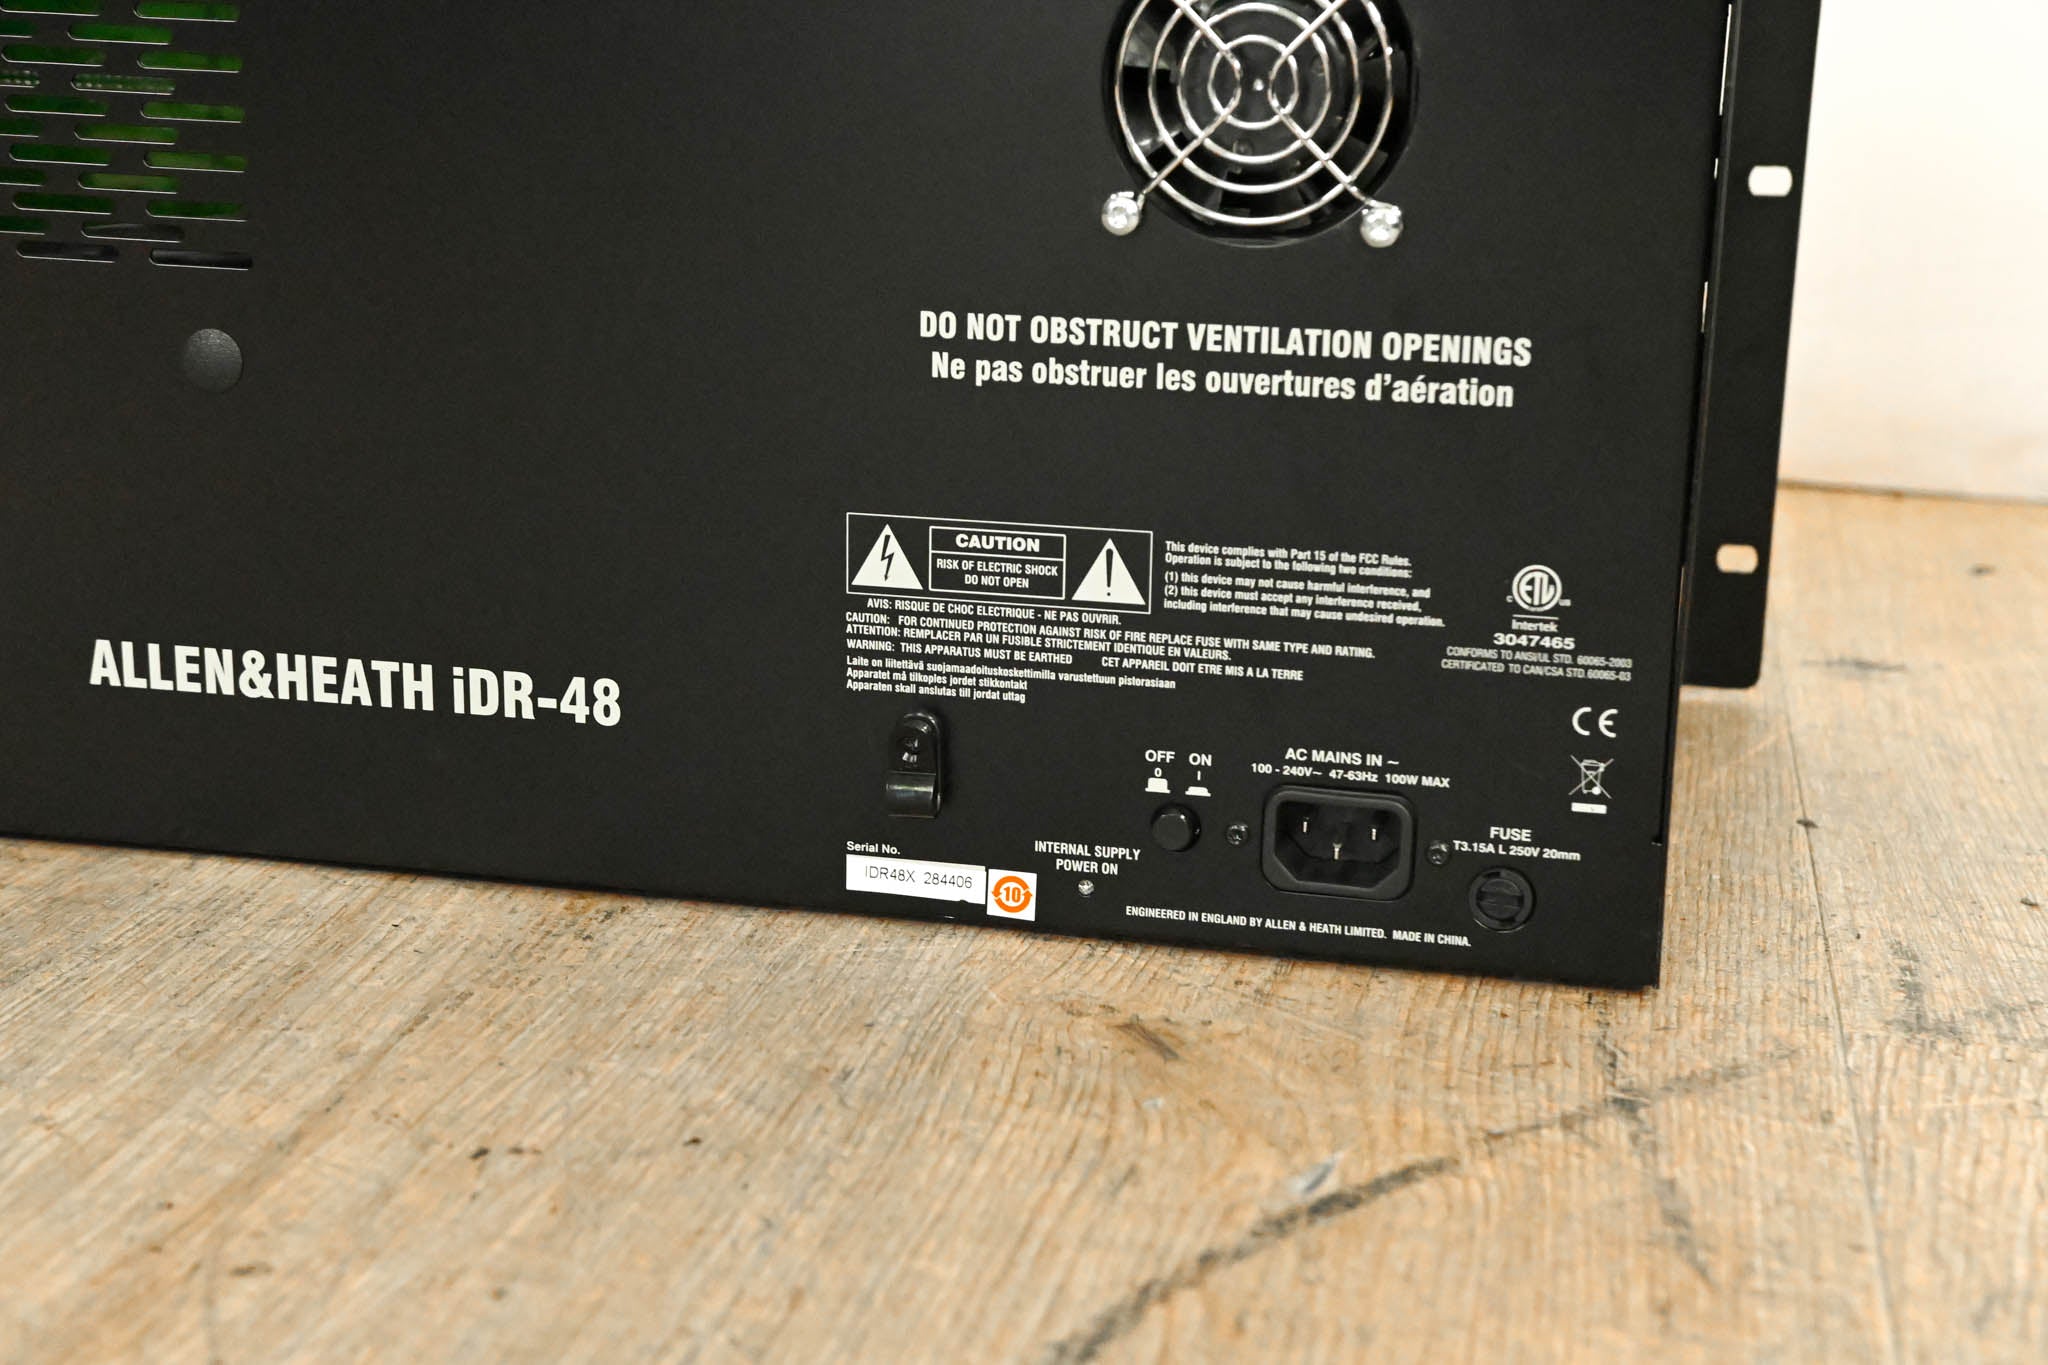 DO NOT OBSTRUCT VENTILATION OPENINGS
Ne pas obstruer les ouvertures d'aération
CAUTION
RISK OF ELECTRIC SHOCK
DO NOT OPEN
AVIS: RISQUE DE CHOC ELECTRIQUE - NE PAS OUVRIR.
This device complies with Part 15 of the FCC Rules.
Operation is subject to the following two conditions:
(1) this device may not cause harmful interference, and
(2) this device must accept any interference received,
including interference that may cause undesired operation.
CAUTION: FOR CONTINUED PROTECTION AGAINST RISK OF FIRE REPLACE FUSE WITH SAME TYPE AND RATING.
ATTENTION: REMPLACER PAR UN FUSIBLE STRICTEMENT IDENTIQUE EN VALEURS.
WARNING: THIS APPARATUS MUST BE EARTHED CET APPAREIL DOIT ETRE MIS A LA TERRE
Laite on liitettävä suojamaadoituskoskettimilla varustettuun pistorasiaan
Apparatet må tilkoples jordet stikkontakt
Apparaten skall anslutas till jordat uttag
C ETL US
Intertek
3047465
CONFORMS TO ANSI/UL STD. 60065-2003
CERTIFICATED TO CAN/CSA STD.60065-03
CE
ALLEN&HEATH iDR-48
OFF ON
0 I
AC MAINS IN ~
100 - 240V~ 47-63Hz 100W MAX
FUSE
T3.15A L 250V 20mm
INTERNAL SUPPLY
POWER ON
Serial No.
IDR48X 284406
10
ENGINEERED IN ENGLAND BY ALLEN & HEATH LIMITED. MADE IN CHINA.